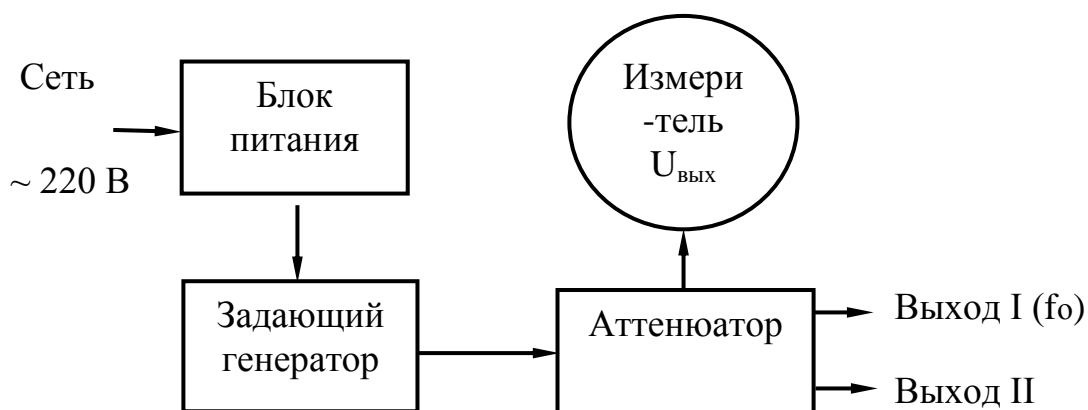 Сеть
~ 220 В
Блок
питания
Измери
-тель
Uвых
Задающий
генератор
Аттенюатор
Выход I (fo)
Выход II